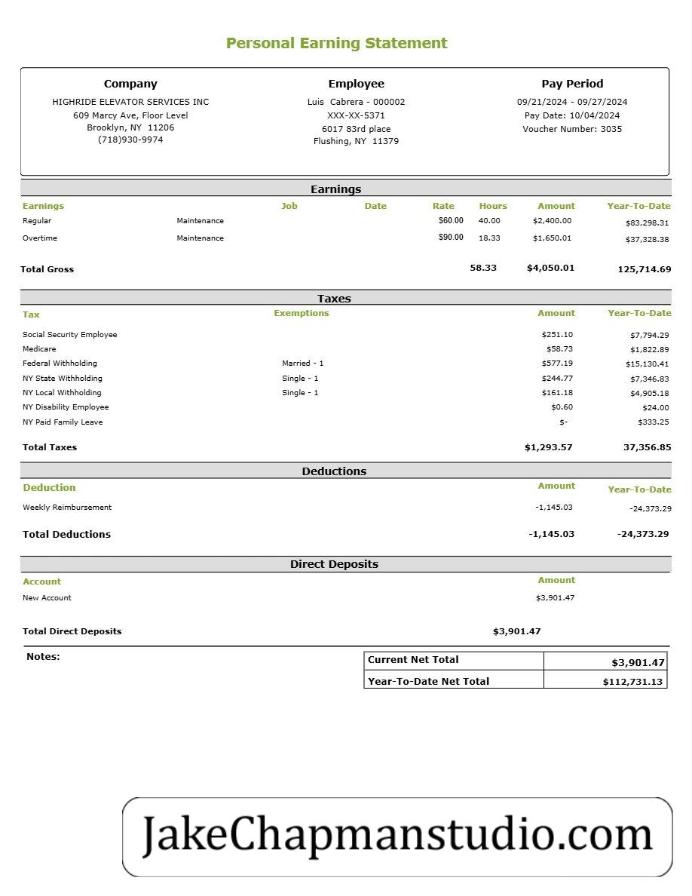 Personal Earning Statement
Company Employee Pay Period
HIGHRIDE ELEVATOR SERVICES INC Luis Cabrera - 000002 09/21/2024 - 09/27/2024
609 Marcy Ave, Floor Level XXX-XX-5371 Pay Date: 10/04/2024
Brooklyn, NY 11206 6017 83rd place Voucher Number: 3035
(718)930-9974 Flushing, NY 11379
Earnings
Earnings Job Date Rate Hours Amount Year-To-Date
Regular Maintenance $60.00 40.00 $2,400.00 $83,298.31
Overtime Maintenance $90.00 18.33 $1,650.01 $37,328.38
Total Gross 58.33 $4,050.01 125,714.69
Taxes
Tax Exemptions Amount Year-To-Date
Social Security Employee $251.10 $7,794.29
Medicare $58.73 $1,822.89
Federal Withholding Married - 1 $577.19 $15,130.41
NY State Withholding Single - 1 $244.77 $7,346.83
NY Local Withholding Single - 1 $161.18 $4,905.18
NY Disability Employee $0.60 $24.00
NY Paid Family Leave $- $333.25
Total Taxes $1,293.57 37,356.85
Deductions
Deduction Amount Year-To-Date
Weekly Reimbursement -1,145.03 -24,373.29
Total Deductions -1,145.03 -24,373.29
Direct Deposits
Account Amount
New Account $3,901.47
Total Direct Deposits $3,901.47
Notes: Current Net Total $3,901.47
Year-To-Date Net Total $112,731.13
JakeChapmanstudio.com